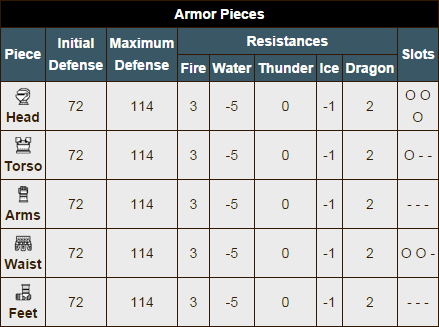 Armor Pieces
Piece Initial Defense Maximum Defense Resistances Slots
Fire Water Thunder Ice Dragon
Head 72 114 3 -5 0 -1 2 O O O
Torso 72 114 3 -5 0 -1 2 O - -
Arms 72 114 3 -5 0 -1 2 - - -
Waist 72 114 3 -5 0 -1 2 O O -
Feet 72 114 3 -5 0 -1 2 - - -